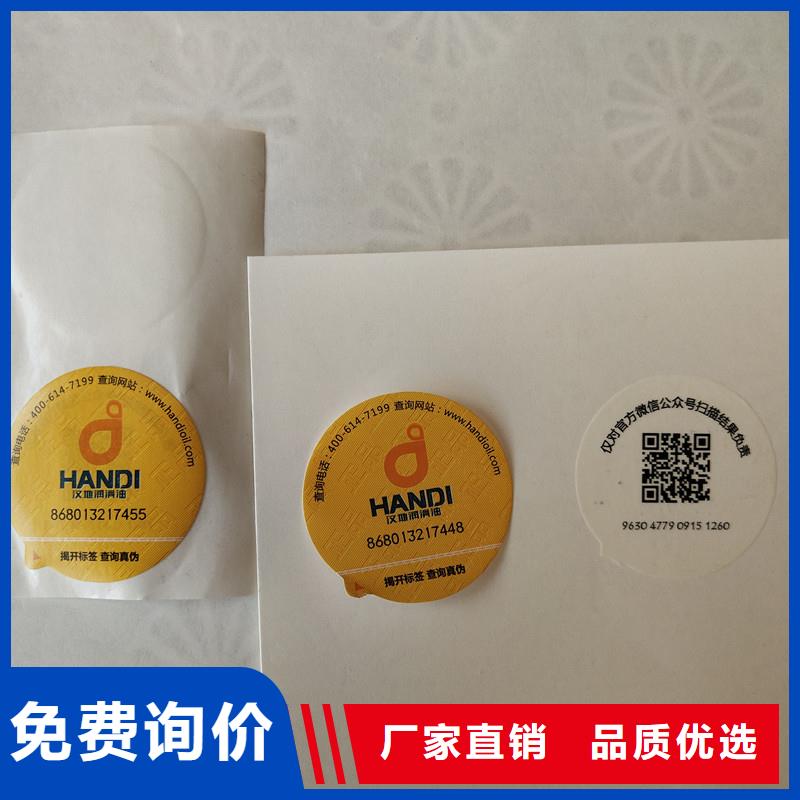 查询电话:400-614-7199 查询网站:www.handioil.com
HANDI
汉地润滑油
868013217455
揭开标签 查询真伪
查询电话:400-614-7199 查询网站:www.handioil.com
HANDI
汉地润滑油
868013217448
揭开标签 查询真伪
仅对官方微信公众号扫描结果负责
9630 4779 0915 1260
免费询价
厂家直销 品质优选